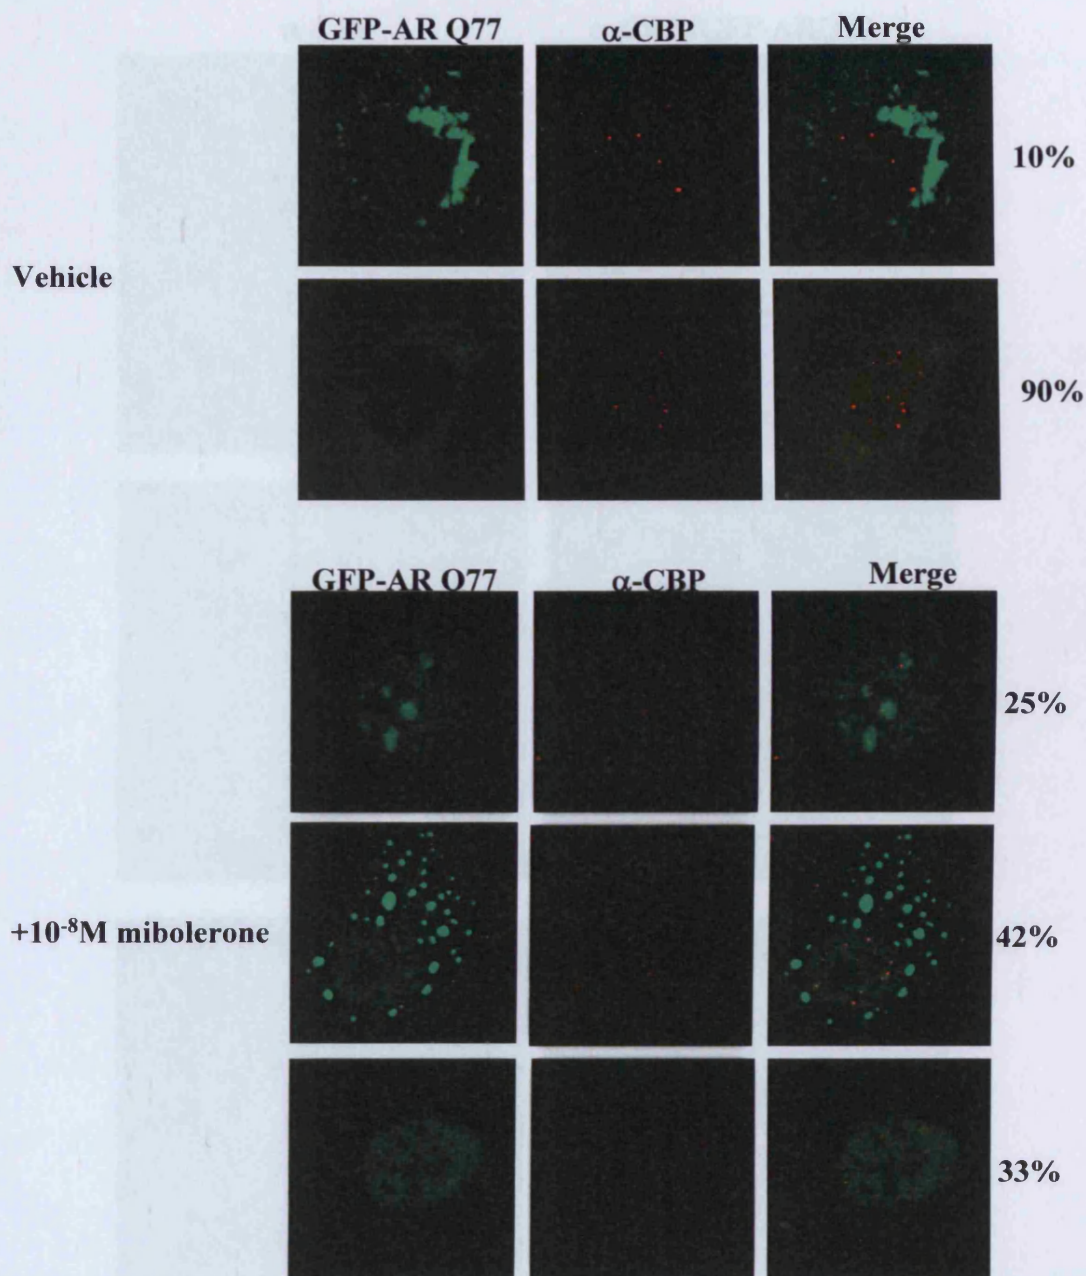 GFP-AR Q77 α-CBP Merge
10%
Vehicle
90%
GFP-AR Q77 α-CBP Merge
25%
+10⁻⁸M mibolerone
42%
33%